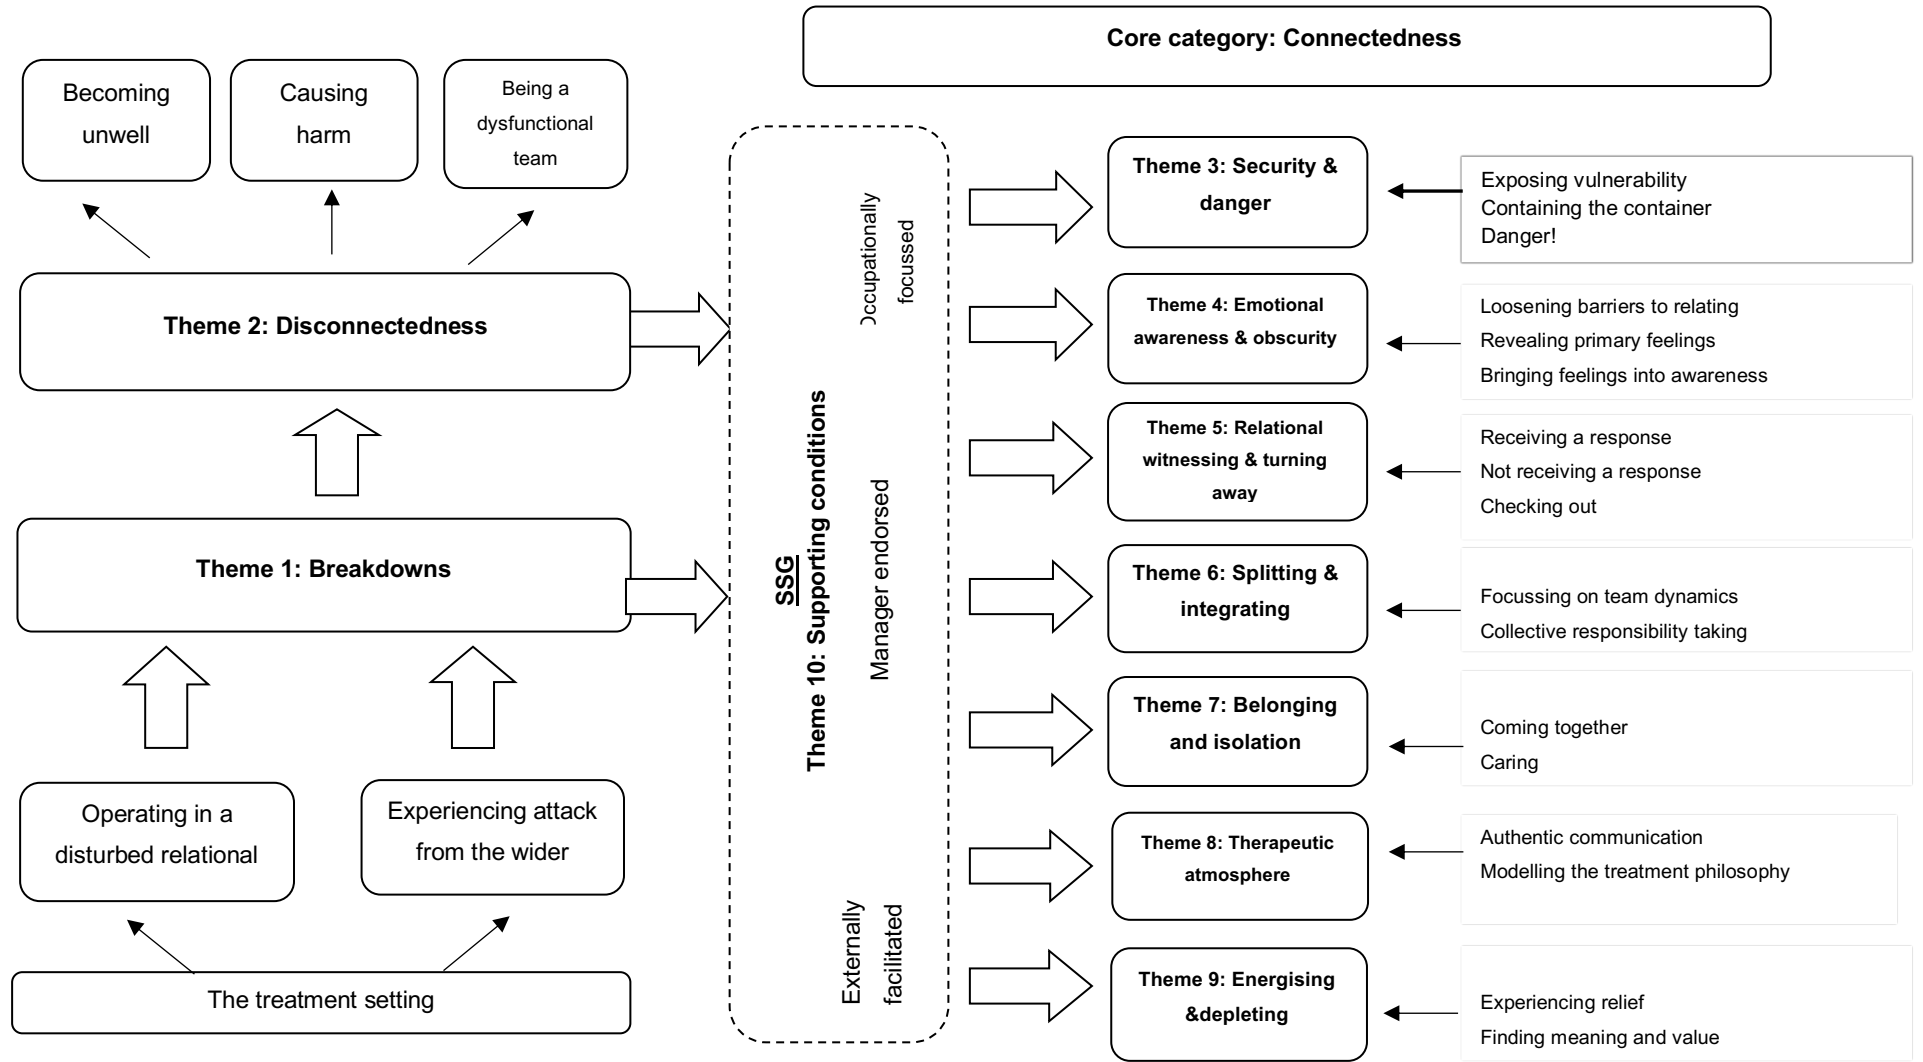 Core category: Connectedness
Becoming
unwell
Causing
harm
Being a
dysfunctional
team
Theme 2: Disconnectedness
Theme 1: Breakdowns
Operating in a
disturbed relational
Experiencing attack
from the wider
The treatment setting
SSG
Theme 10: Supporting conditions
Occupationally
focussed
Manager endorsed
Externally
facilitated
Theme 3: Security &
danger
Exposing vulnerability
Containing the container
Danger!
Theme 4: Emotional
awareness & obscurity
Loosening barriers to relating
Revealing primary feelings
Bringing feelings into awareness
Theme 5: Relational
witnessing & turning
away
Receiving a response
Not receiving a response
Checking out
Theme 6: Splitting &
integrating
Focussing on team dynamics
Collective responsibility taking
Theme 7: Belonging
and isolation
Coming together
Caring
Theme 8: Therapeutic
atmosphere
Authentic communication
Modelling the treatment philosophy
Theme 9: Energising
&depleting
Experiencing relief
Finding meaning and value